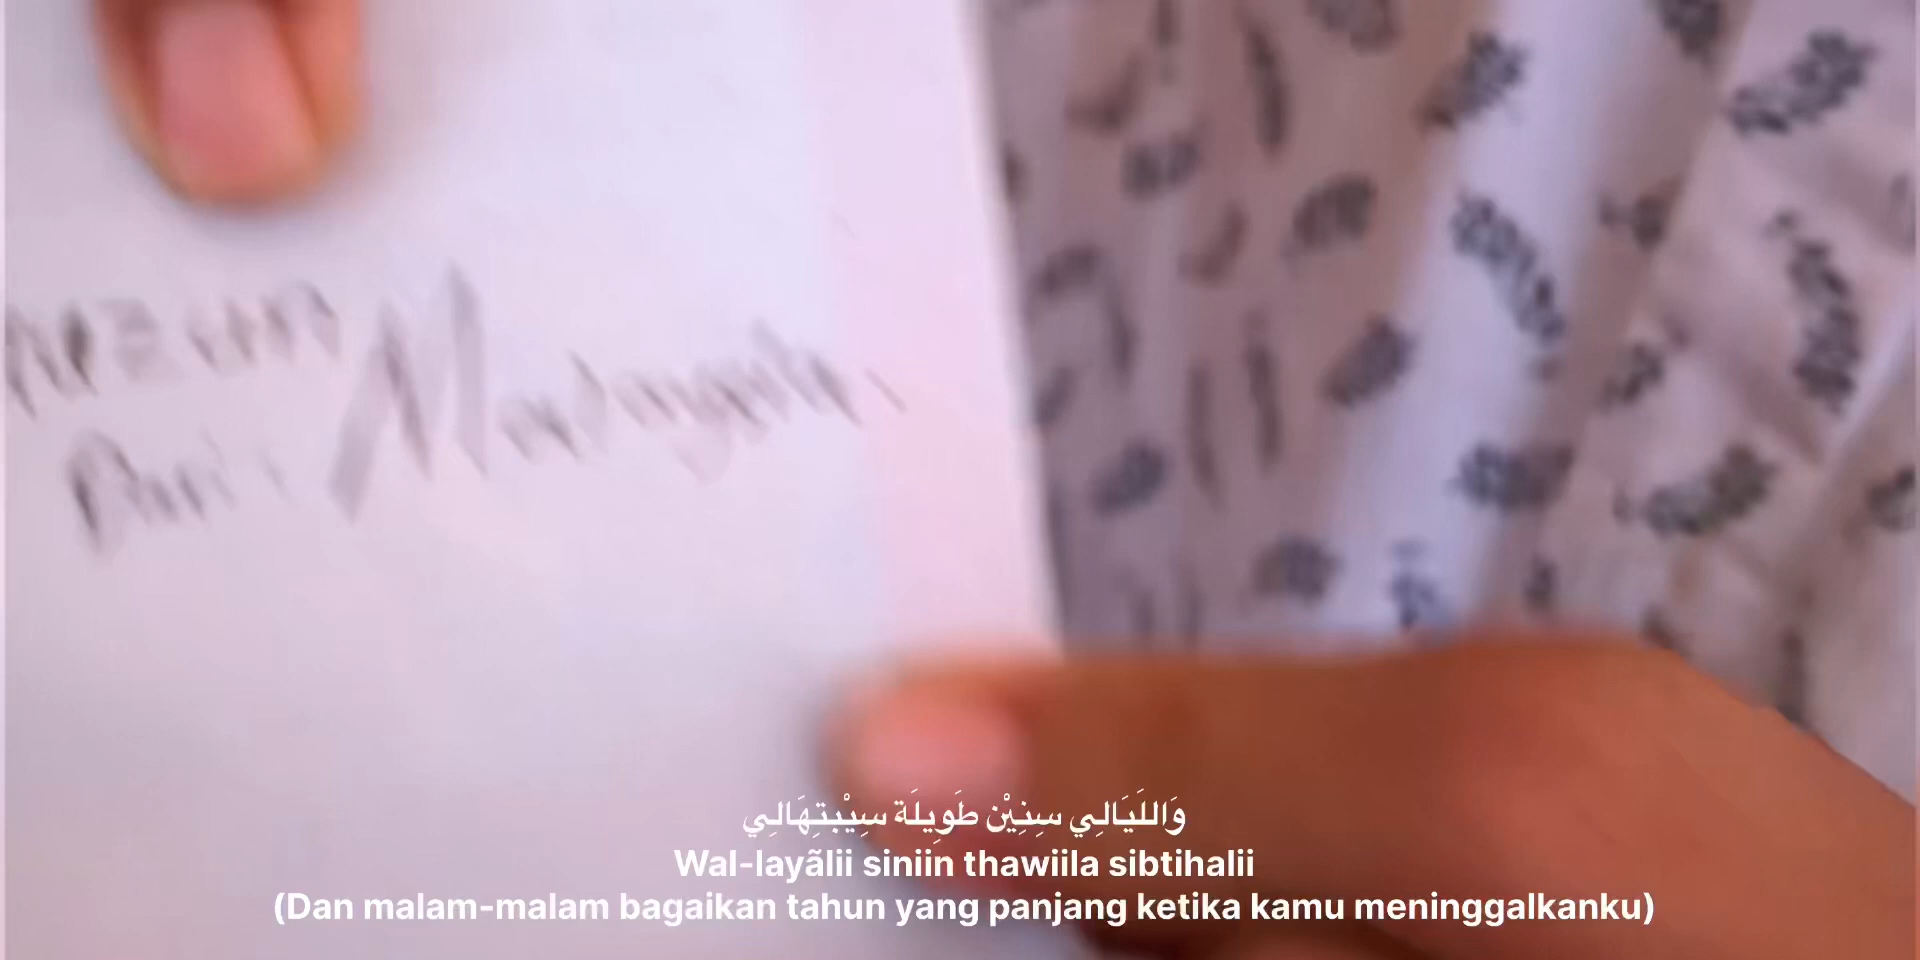 وَاللَيَالِي سِنِيْن طَوِيلَة سِيْبتِهَالِي
Wal-layãlii siniin thawiila sibtihalii
(Dan malam-malam bagaikan tahun yang panjang ketika kamu meninggalkanku)